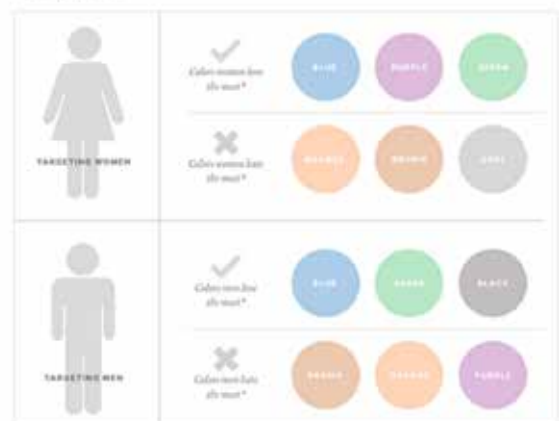 TARGETING WOMEN
Colors women love
the most*
BLUE
PURPLE
GREEN
Colors women hate
the most*
ORANGE
BROWN
GRAY
TARGETING MEN
Colors men love
the most*
BLUE
GREEN
BLACK
Colors men hate
the most*
BROWN
ORANGE
PURPLE